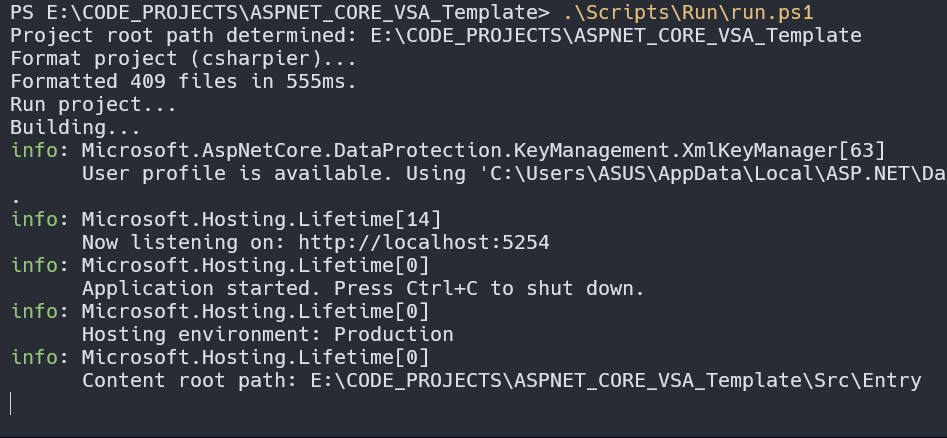 PS E:\CODE_PROJECTS\ASPNET_CORE_VSA_Template> .\Scripts\Run\run.ps1
Project root path determined: E:\CODE_PROJECTS\ASPNET_CORE_VSA_Template
Format project (csharpier)...
Formatted 409 files in 555ms.
Run project...
Building...
info: Microsoft.AspNetCore.DataProtection.KeyManagement.XmlKeyManager[63]
      User profile is available. Using 'C:\Users\ASUS\AppData\Local\ASP.NET\Da
.
info: Microsoft.Hosting.Lifetime[14]
      Now listening on: http://localhost:5254
info: Microsoft.Hosting.Lifetime[0]
      Application started. Press Ctrl+C to shut down.
info: Microsoft.Hosting.Lifetime[0]
      Hosting environment: Production
info: Microsoft.Hosting.Lifetime[0]
      Content root path: E:\CODE_PROJECTS\ASPNET_CORE_VSA_Template\Src\Entry